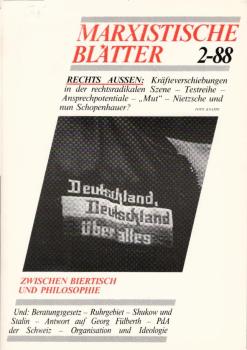 MARXISTISCHE
BLÄTTER 2-88
RECHTS AUSSEN: Kräfteverschiebungen
in der rechtsradikalen Szene – Testreihe –
Ansprechpotentiale – „Mut“ – Nietzsche und
nun Schopenhauer?
Deutschland,
Deutschland
über alles
ZWISCHEN BIERTISCH
UND PHILOSOPHIE
Und: Beratungsgesetz – Ruhrgebiet – Shukow und
Stalin – Antwort auf Georg Fülberth – PdA
der Schweiz – Organisation und Ideologie